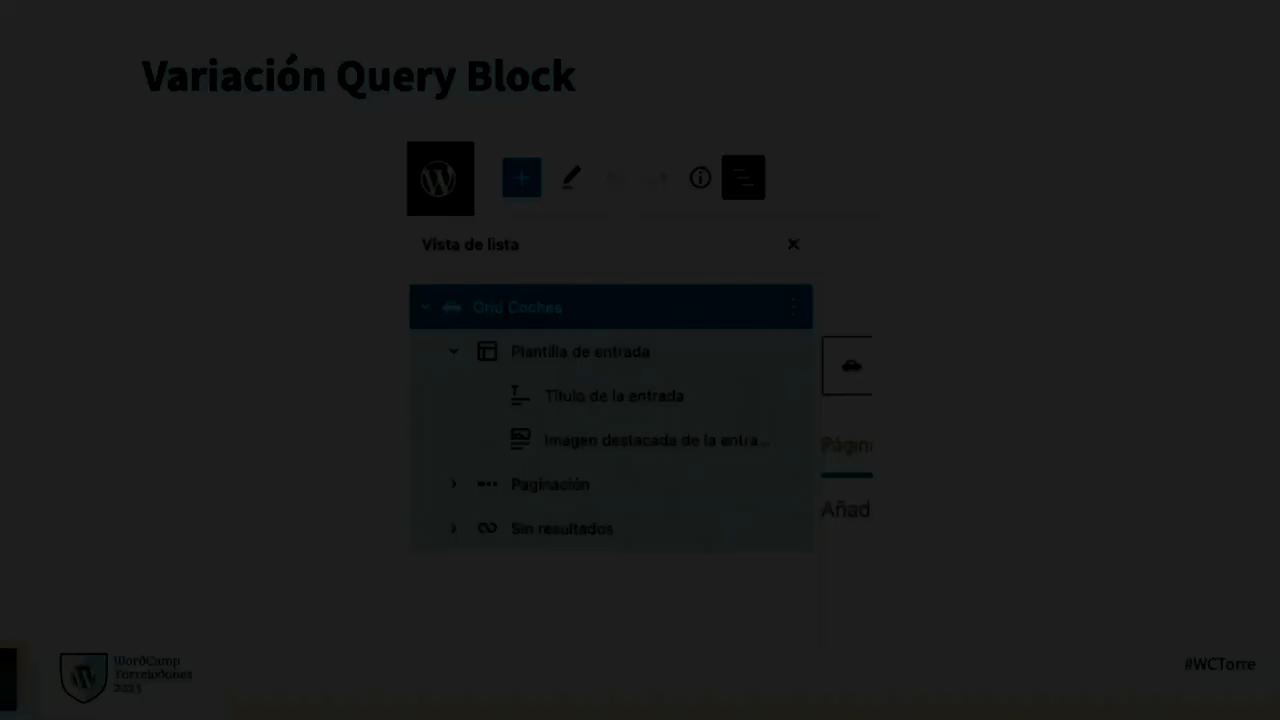 Variación Query Block
Vista de lista
Grid Coches
Plantilla de entrada
Título de la entrada
Imagen destacada de la entra...
Págin
Paginación
Añad
Sin resultados
WordCamp
Torrelodones
2023
#WCTorre